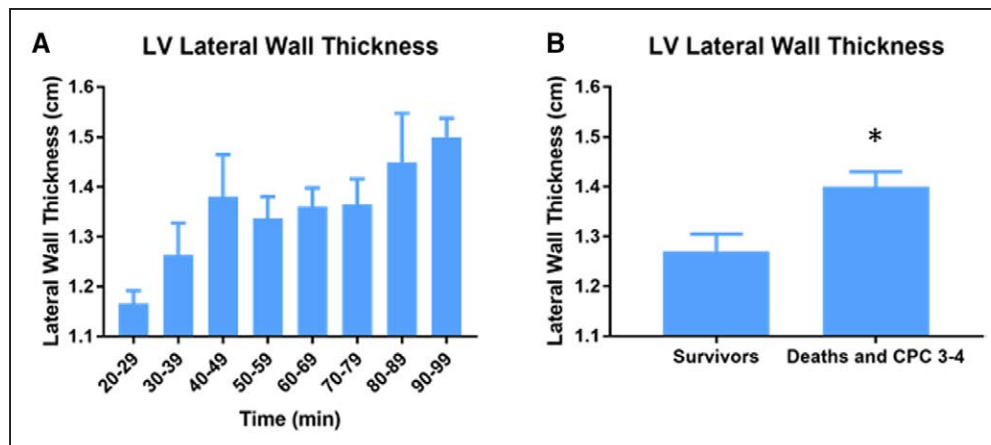 A
LV Lateral Wall Thickness
Lateral Wall Thickness (cm)
1.6
1.5
1.4
1.3
1.2
1.1
20-29
30-39
40-49
50-59
60-69
70-79
80-89
90-99
Time (min)
B
LV Lateral Wall Thickness
Lateral Wall Thickness (cm)
1.6
1.5
1.4
1.3
1.2
1.1
*
Survivors
Deaths and CPC 3-4